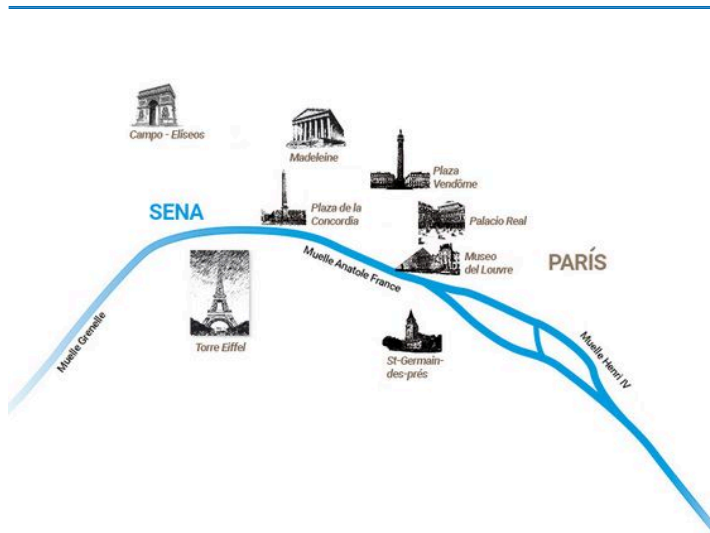 Campo - Elíseos
Madeleine
Plaza
Vendôme
SENA
Plaza de la
Concordia
Palacio Real
Muelle Anatole France
Museo
del Louvre
PARÍS
Muelle Grenelle
Torre Eiffel
St-Germain-
des-prés
Muelle Henri IV